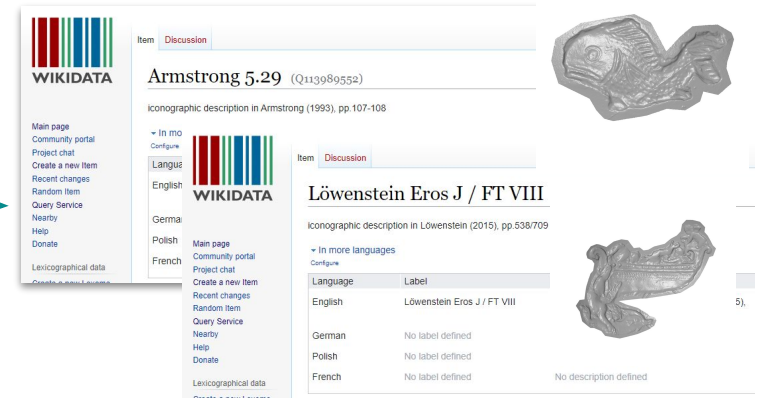 WIKIDATA
Main page
Community portal
Project chat
Create a new Item
Recent changes
Random Item
Query Service
Nearby
Help
Donate
Lexicographical data
Item Discussion
Armstrong 5.29 (Q113989552)
iconographic description in Armstrong (1993), pp.107-108
In mo
Configure
Langua
English
German
Polish
French
WIKIDATA
Main page
Community portal
Project chat
Create a new Item
Recent changes
Random Item
Query Service
Nearby
Help
Donate
Lexicographical data
Item Discussion
Löwenstein Eros J / FT VIII
iconographic description in Löwenstein (2015), pp.538/709
In more languages
Configure
Language Label
English Löwenstein Eros J / FT VIII 5),
German No label defined
Polish No label defined
French No label defined No description defined